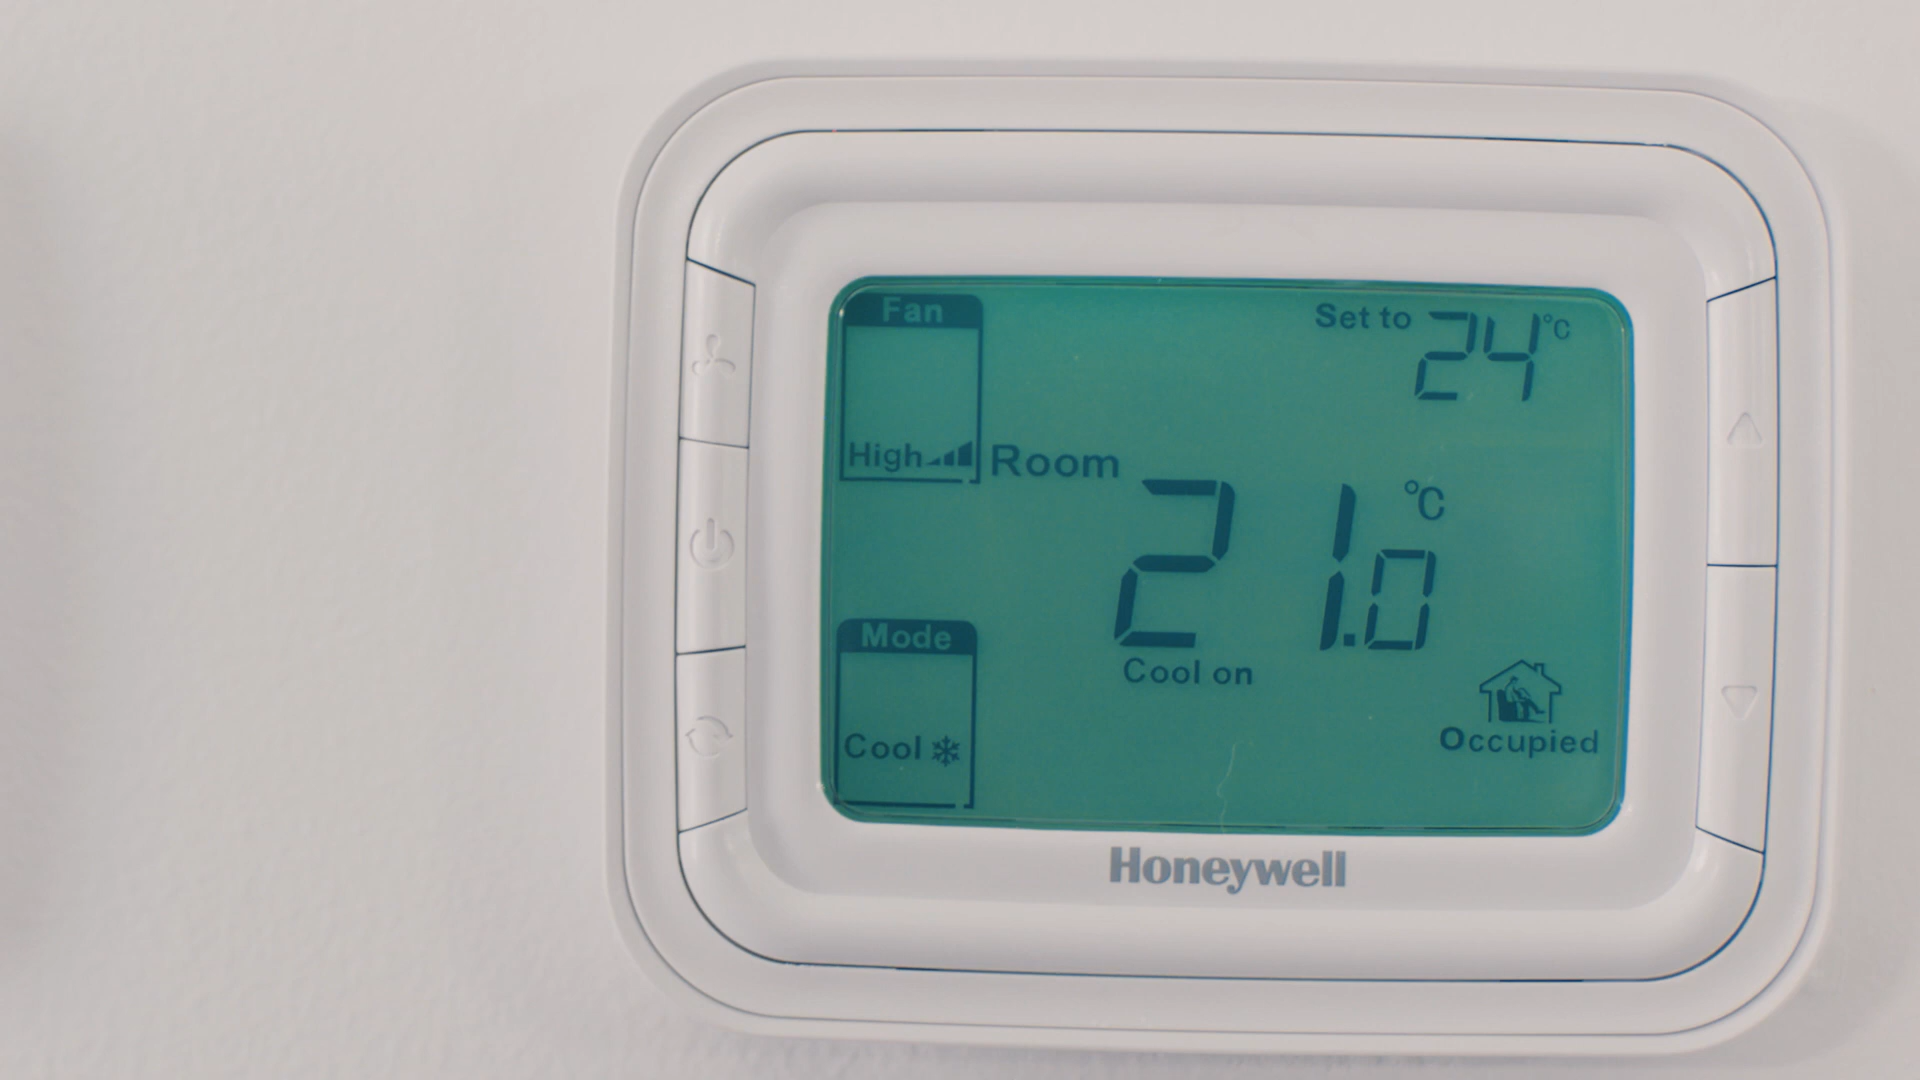 Fan
Set to 24°C
High
Room
21.0 °C
Cool on
Mode
Cool
Occupied
Honeywell